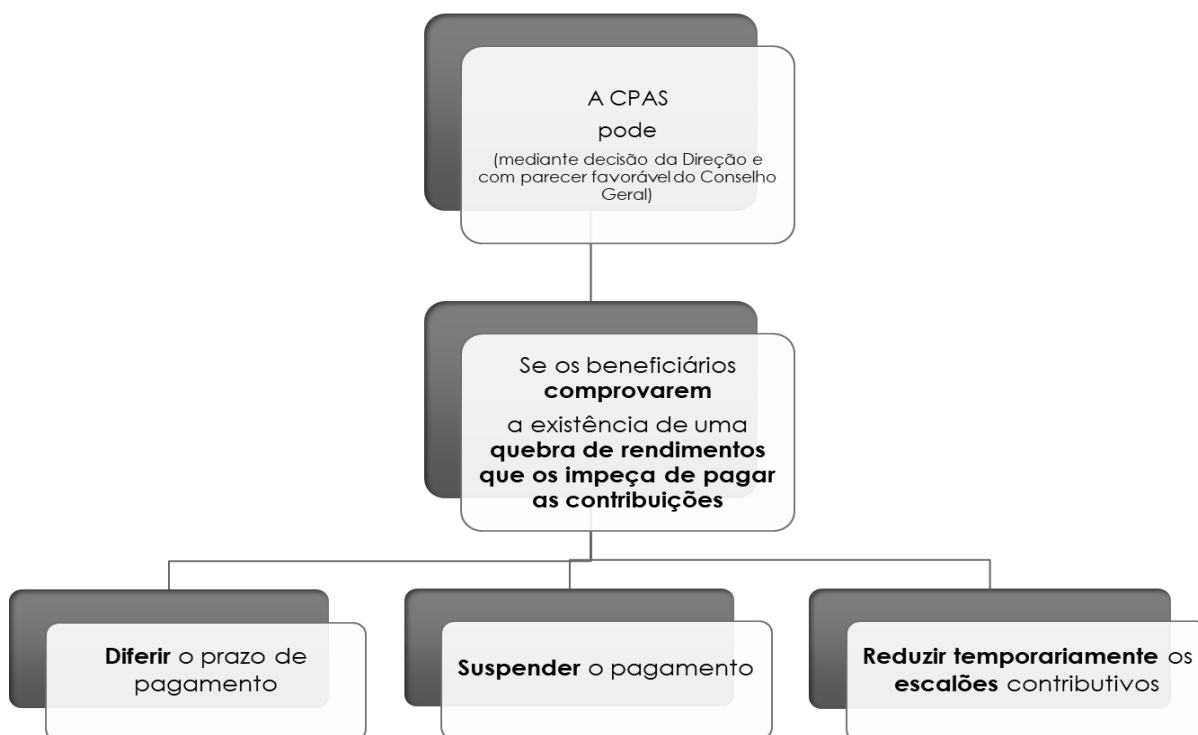 A CPAS
pode
(mediante decisão da Direção e
com parecer favorável do Conselho
Geral)
Se os beneficiários
comprovarem
a existência de uma
quebra de rendimentos
que os impeça de pagar
as contribuições
Diferir o prazo de
pagamento
Suspender o pagamento
Reduzir temporariamente os
escalões contributivos